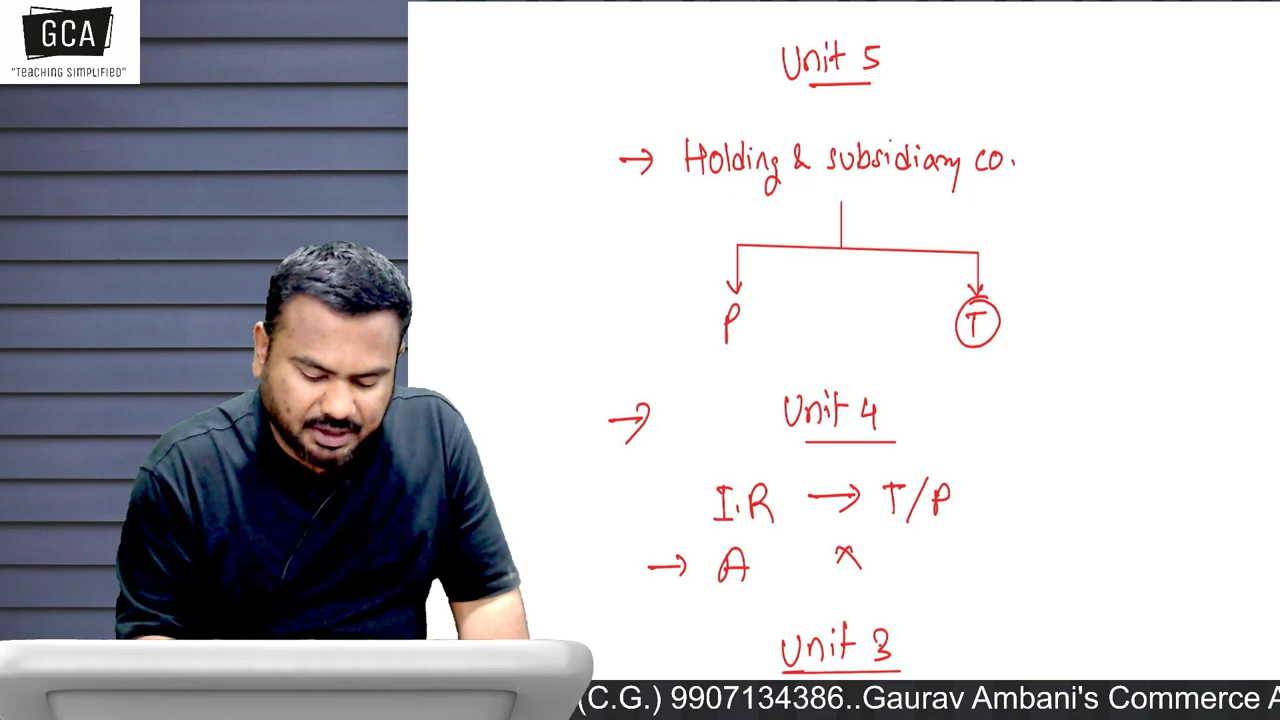 GCA
"TEACHING SIMPLIFIED"
Unit 5
→ Holding & subsidiary co.
P T
→ Unit 4
I.R → T/P
→ A x
Unit 3
(C.G.) 9907134386..Gaurav Ambani's Commerce A